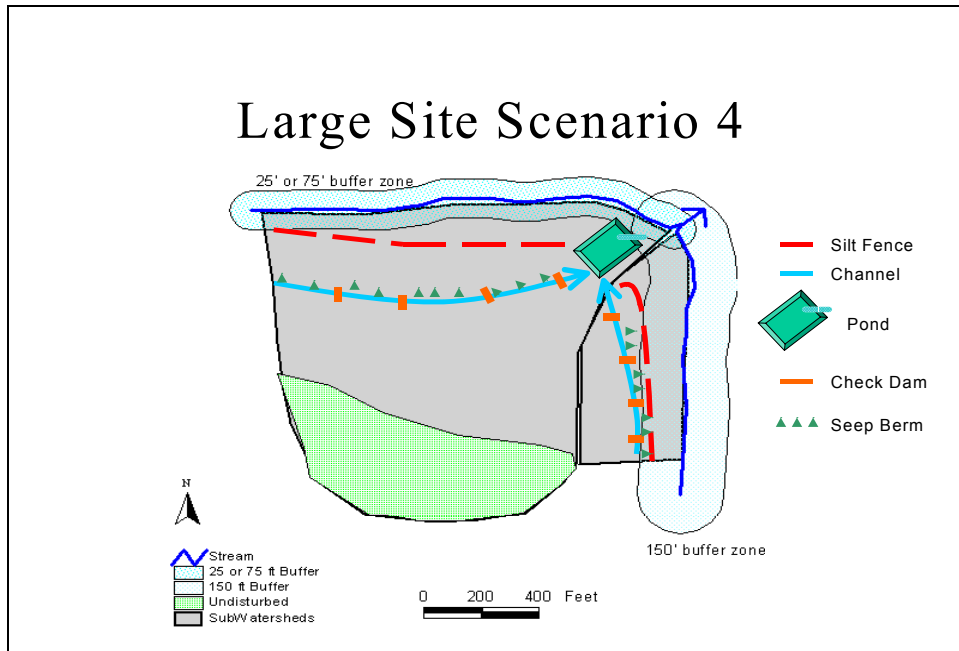 Large Site Scenario 4
25' or 75' buffer zone
Silt Fence
Channel
Pond
Check Dam
Seep Berm
N
150' buffer zone
Stream
25 or 75 ft Buffer
150 ft Buffer
Undisturbed
SubWatersheds
0 200 400 Feet